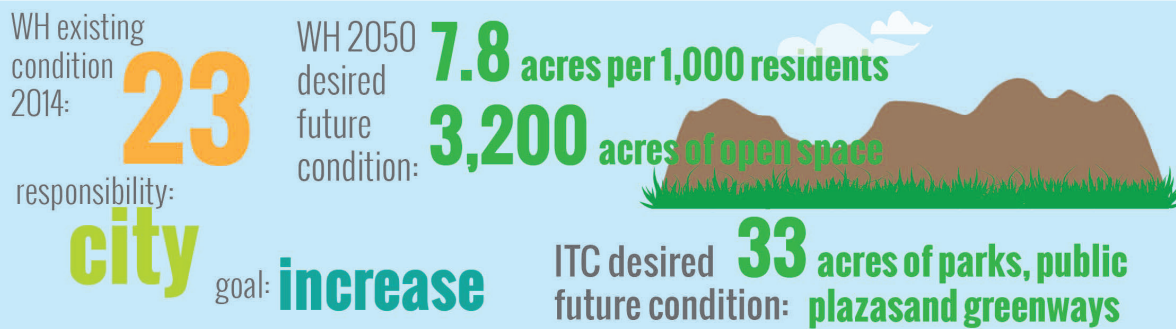 WH existing
condition
2014:
23
responsibility:
city
goal: increase
WH 2050
desired
future
condition:
7.8 acres per 1,000 residents
3,200 acres of open space
ITC desired
future condition:
33 acres of parks, public
plazasand greenways